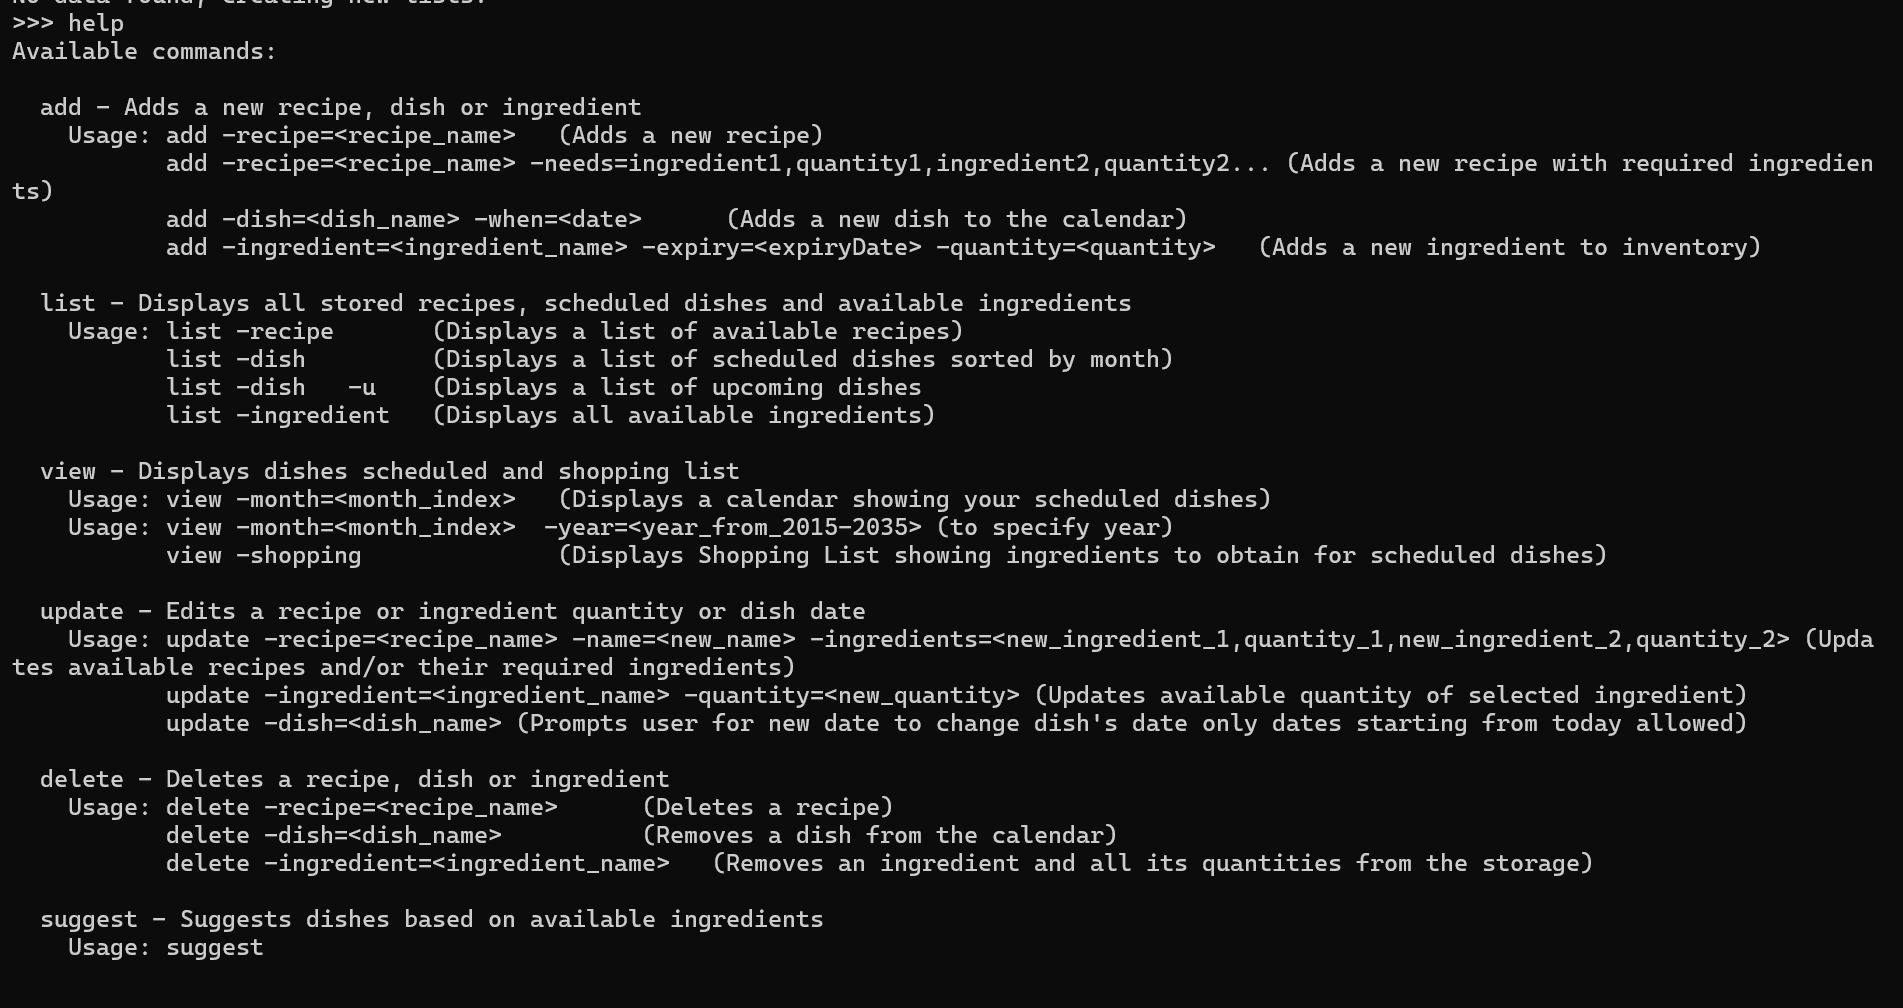 No data found, creating new lists.
>>> help
Available commands:
add - Adds a new recipe, dish or ingredient
Usage: add -recipe=<recipe_name>   (Adds a new recipe)
add -recipe=<recipe_name> -needs=ingredient1,quantity1,ingredient2,quantity2... (Adds a new recipe with required ingredien
ts)
add -dish=<dish_name> -when=<date>      (Adds a new dish to the calendar)
add -ingredient=<ingredient_name> -expiry=<expiryDate> -quantity=<quantity>   (Adds a new ingredient to inventory)
list - Displays all stored recipes, scheduled dishes and available ingredients
Usage: list -recipe       (Displays a list of available recipes)
list -dish         (Displays a list of scheduled dishes sorted by month)
list -dish   -u    (Displays a list of upcoming dishes
list -ingredient   (Displays all available ingredients)
view - Displays dishes scheduled and shopping list
Usage: view -month=<month_index>   (Displays a calendar showing your scheduled dishes)
Usage: view -month=<month_index>  -year=<year_from_2015-2035> (to specify year)
view -shopping              (Displays Shopping List showing ingredients to obtain for scheduled dishes)
update - Edits a recipe or ingredient quantity or dish date
Usage: update -recipe=<recipe_name> -name=<new_name> -ingredients=<new_ingredient_1,quantity_1,new_ingredient_2,quantity_2> (Upda
tes available recipes and/or their required ingredients)
update -ingredient=<ingredient_name> -quantity=<new_quantity> (Updates available quantity of selected ingredient)
update -dish=<dish_name> (Prompts user for new date to change dish's date only dates starting from today allowed)
delete - Deletes a recipe, dish or ingredient
Usage: delete -recipe=<recipe_name>      (Deletes a recipe)
delete -dish=<dish_name>          (Removes a dish from the calendar)
delete -ingredient=<ingredient_name>   (Removes an ingredient and all its quantities from the storage)
suggest - Suggests dishes based on available ingredients
Usage: suggest